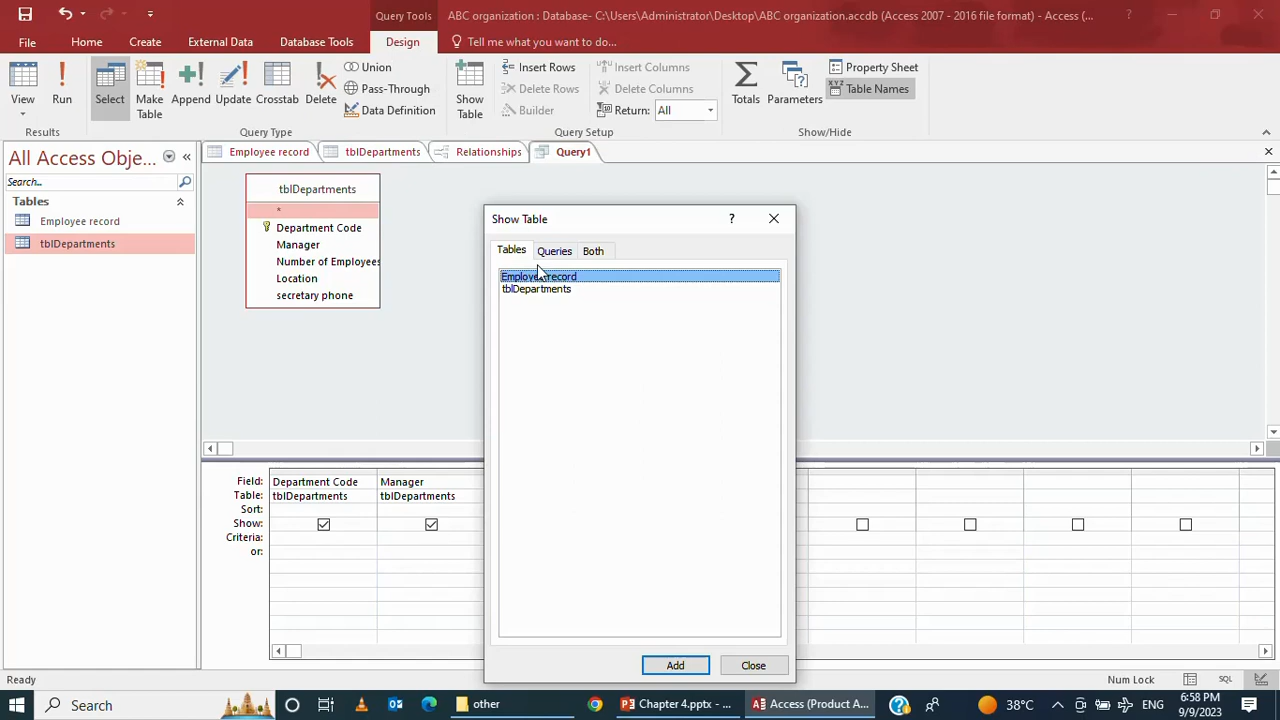 Query Tools
ABC organization : Database- C:\Users\Administrator\Desktop\ABC organization.accdb (Access 2007 - 2016 file format) - Access (...
File
Home
Create
External Data
Database Tools
Design
Tell me what you want to do...
View
Run
Select
Make
Table
Append
Update
Crosstab
Delete
Union
Pass-Through
Data Definition
Show
Table
Insert Rows
Delete Rows
Builder
Insert Columns
Delete Columns
Return:
All
Totals
Parameters
Property Sheet
XYZ
Table Names
Results
Query Type
Query Setup
Show/Hide
All Access Obje...
Search...
Tables
Employee record
tblDepartments
Employee record
tblDepartments
Relationships
Query1
tblDepartments
*
Department Code
Manager
Number of Employees
Location
secretary phone
Show Table
?
Tables
Queries
Both
Employee record
tblDepartments
Add
Close
Field:
Department Code
Manager
Table:
tblDepartments
tblDepartments
Sort:
Show:
Criteria:
or:
Ready
Num Lock
SQL
Search
other
Chapter 4.pptx - ...
Access (Product A...
38°C
ENG
6:58 PM
9/9/2023